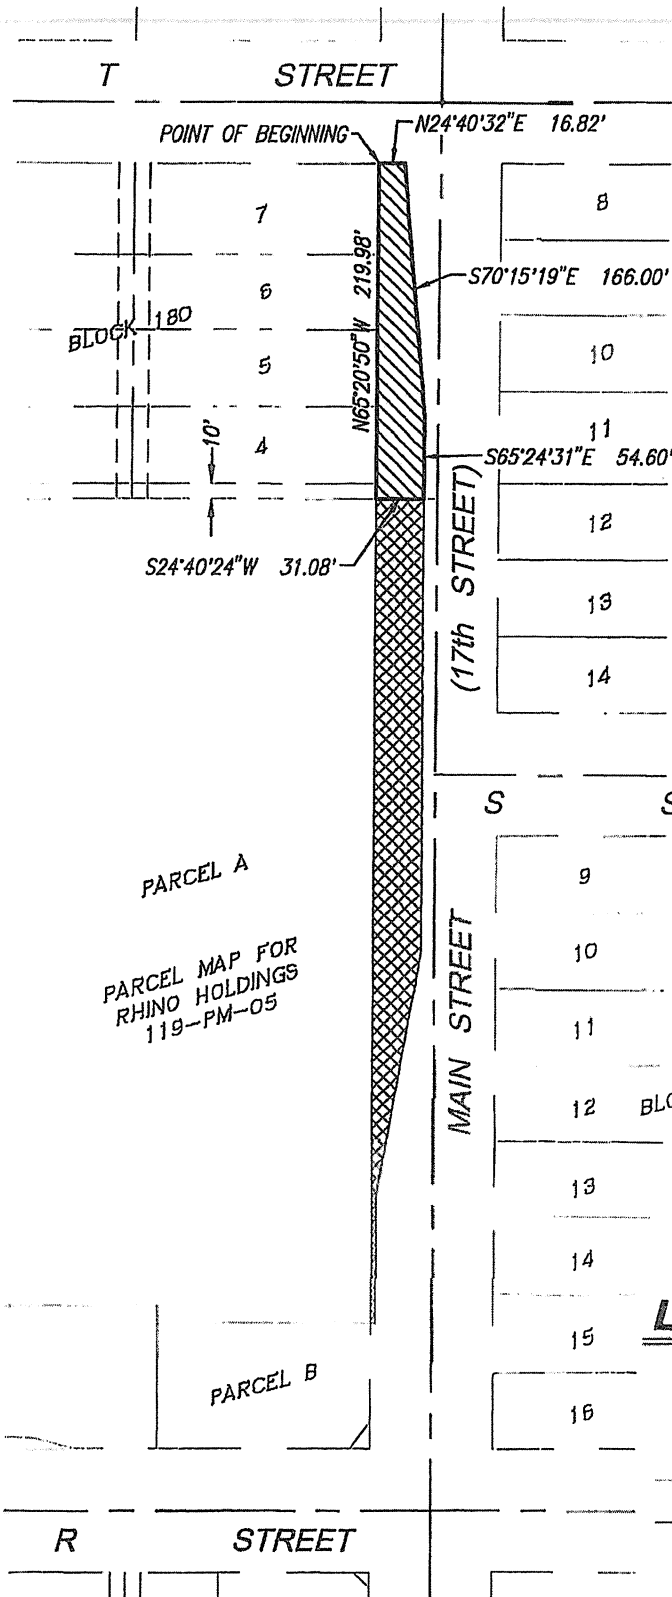 T STREET
POINT OF BEGINNING
N24°40'32"E 16.82'
7
8
6
S70°15'19"E 166.00'
N65°20'50"W 219.98'
BLOCK 180
5
10
4
10'
11
S65°24'31"E 54.60'
12
S24°40'24"W 31.08'
(17th STREET)
13
14
S S
PARCEL A
9
PARCEL MAP FOR
RHINO HOLDINGS
119-PM-05
10
MAIN STREET
11
12
13
14
15
PARCEL B
16
R STREET